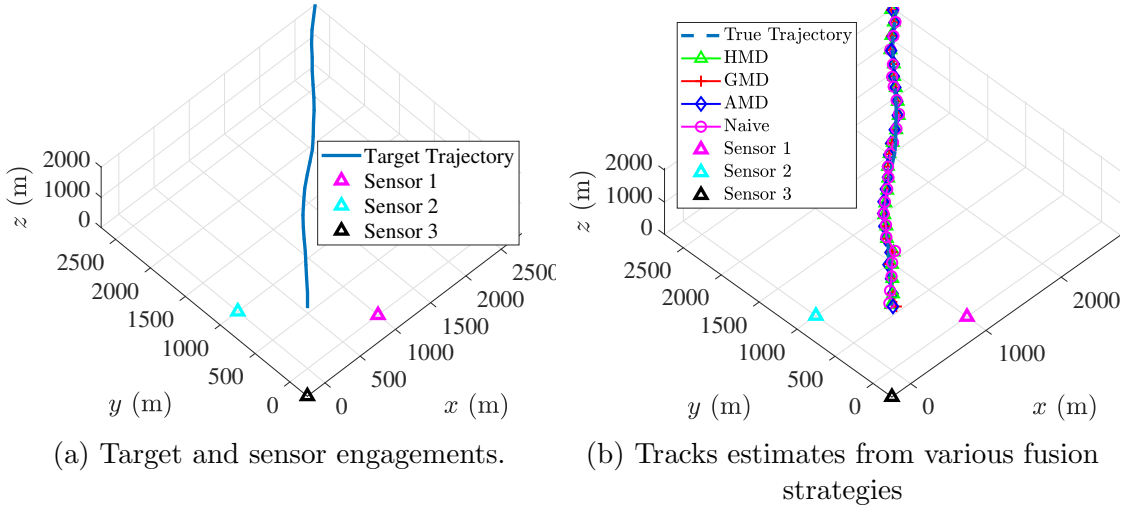 2000
1000
0
z (m)
2500
2000
1500
1000
500
0
y (m)
0
500
1000
1500
2000
2500
x (m)
Target Trajectory
Sensor 1
Sensor 2
Sensor 3
(a) Target and sensor engagements.
True Trajectory
HMD
GMD
AMD
Naive
Sensor 1
Sensor 2
Sensor 3
2000
1000
0
z (m)
2500
2000
1500
1000
500
0
y (m)
0
1000
2000
x (m)
(b) Tracks estimates from various fusion
strategies